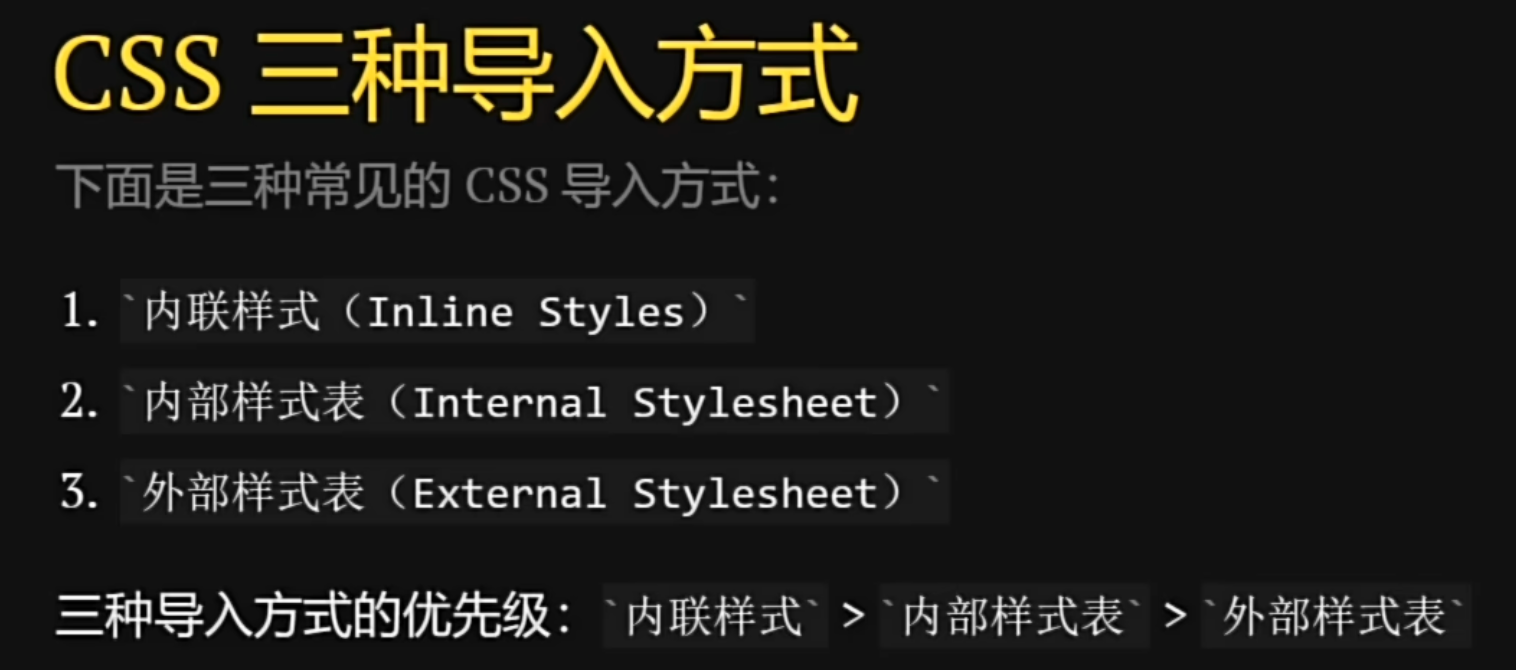 CSS 三种导入方式
下面是三种常见的 CSS 导入方式：
1. `内联样式（Inline Styles）`
2. `内部样式表（Internal Stylesheet）`
3. `外部样式表（External Stylesheet）`
三种导入方式的优先级：`内联样式` > `内部样式表` > `外部样式表`